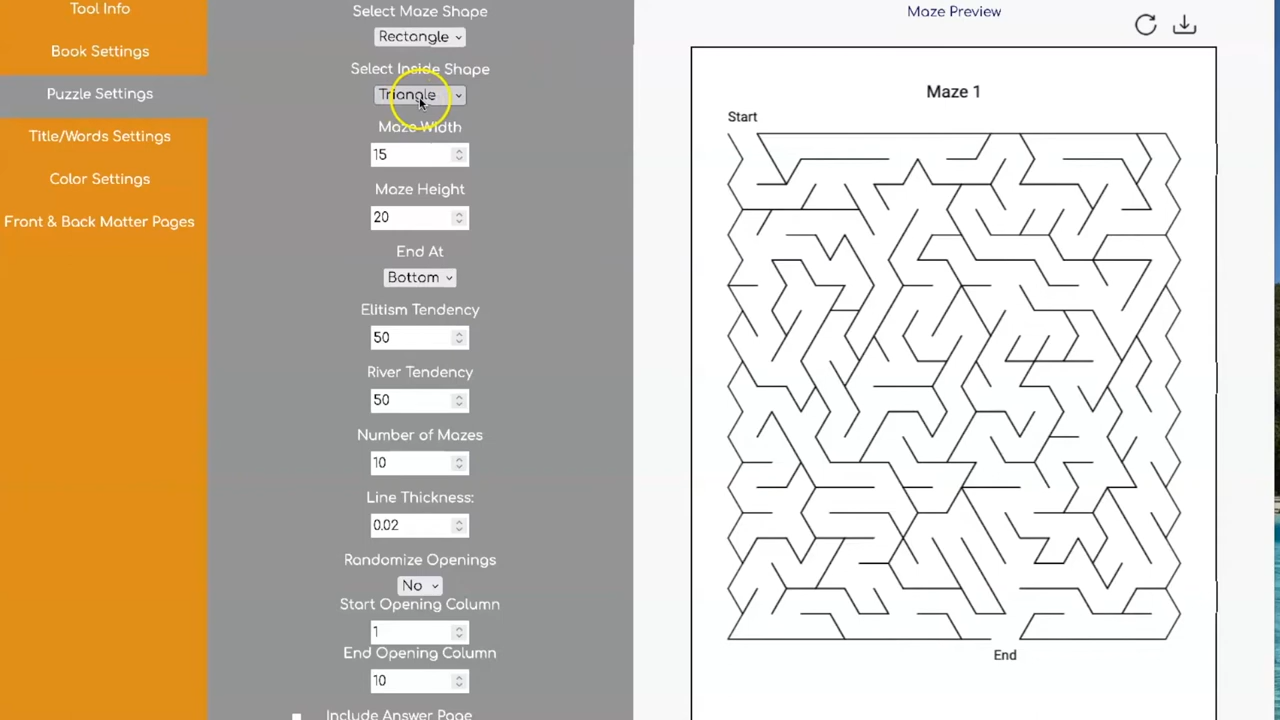 Tool Info
Book Settings
Puzzle Settings
Title/Words Settings
Color Settings
Front & Back Matter Pages
Select Maze Shape
Rectangle
Select Inside Shape
Triangle
Maze Width
15
Maze Height
20
End At
Bottom
Elitism Tendency
50
River Tendency
50
Number of Mazes
10
Line Thickness:
0.02
Randomize Openings
No
Start Opening Column
1
End Opening Column
10
Include Answer Page
Maze Preview
Maze 1
Start
End